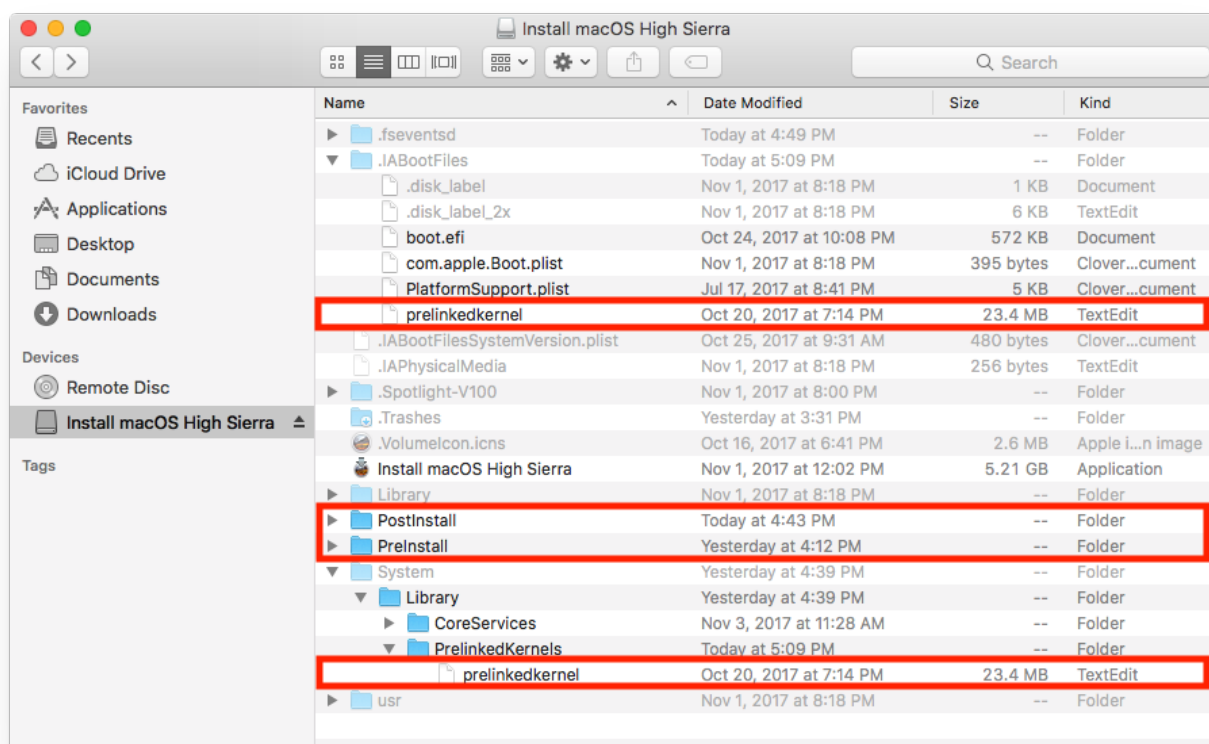 Install macOS High Sierra
Search
Favorites
Recents
iCloud Drive
Applications
Desktop
Documents
Downloads
Devices
Remote Disc
Install macOS High Sierra
Tags
Name Date Modified Size Kind
.fseventsd Today at 4:49 PM -- Folder
.IABootFiles Today at 5:09 PM -- Folder
.disk_label Nov 1, 2017 at 8:18 PM 1 KB Document
.disk_label_2x Nov 1, 2017 at 8:18 PM 6 KB TextEdit
boot.efi Oct 24, 2017 at 10:08 PM 572 KB Document
com.apple.Boot.plist Nov 1, 2017 at 8:18 PM 395 bytes Clover...cument
PlatformSupport.plist Jul 17, 2017 at 8:41 PM 5 KB Clover...cument
prelinkedkernel Oct 20, 2017 at 7:14 PM 23.4 MB TextEdit
.IABootFilesSystemVersion.plist Oct 25, 2017 at 9:31 AM 480 bytes Clover...cument
.IAPhysicalMedia Nov 1, 2017 at 8:18 PM 256 bytes TextEdit
.Spotlight-V100 Nov 1, 2017 at 8:00 PM -- Folder
.Trashes Yesterday at 3:31 PM -- Folder
.VolumeIcon.icns Oct 16, 2017 at 6:41 PM 2.6 MB Apple i...n image
Install macOS High Sierra Nov 1, 2017 at 12:02 PM 5.21 GB Application
Library Nov 1, 2017 at 8:18 PM -- Folder
PostInstall Today at 4:43 PM -- Folder
PreInstall Yesterday at 4:12 PM -- Folder
System Yesterday at 4:39 PM -- Folder
Library Yesterday at 4:39 PM -- Folder
CoreServices Nov 3, 2017 at 11:28 AM -- Folder
PrelinkedKernels Today at 5:09 PM -- Folder
prelinkedkernel Oct 20, 2017 at 7:14 PM 23.4 MB TextEdit
usr Nov 1, 2017 at 8:18 PM -- Folder